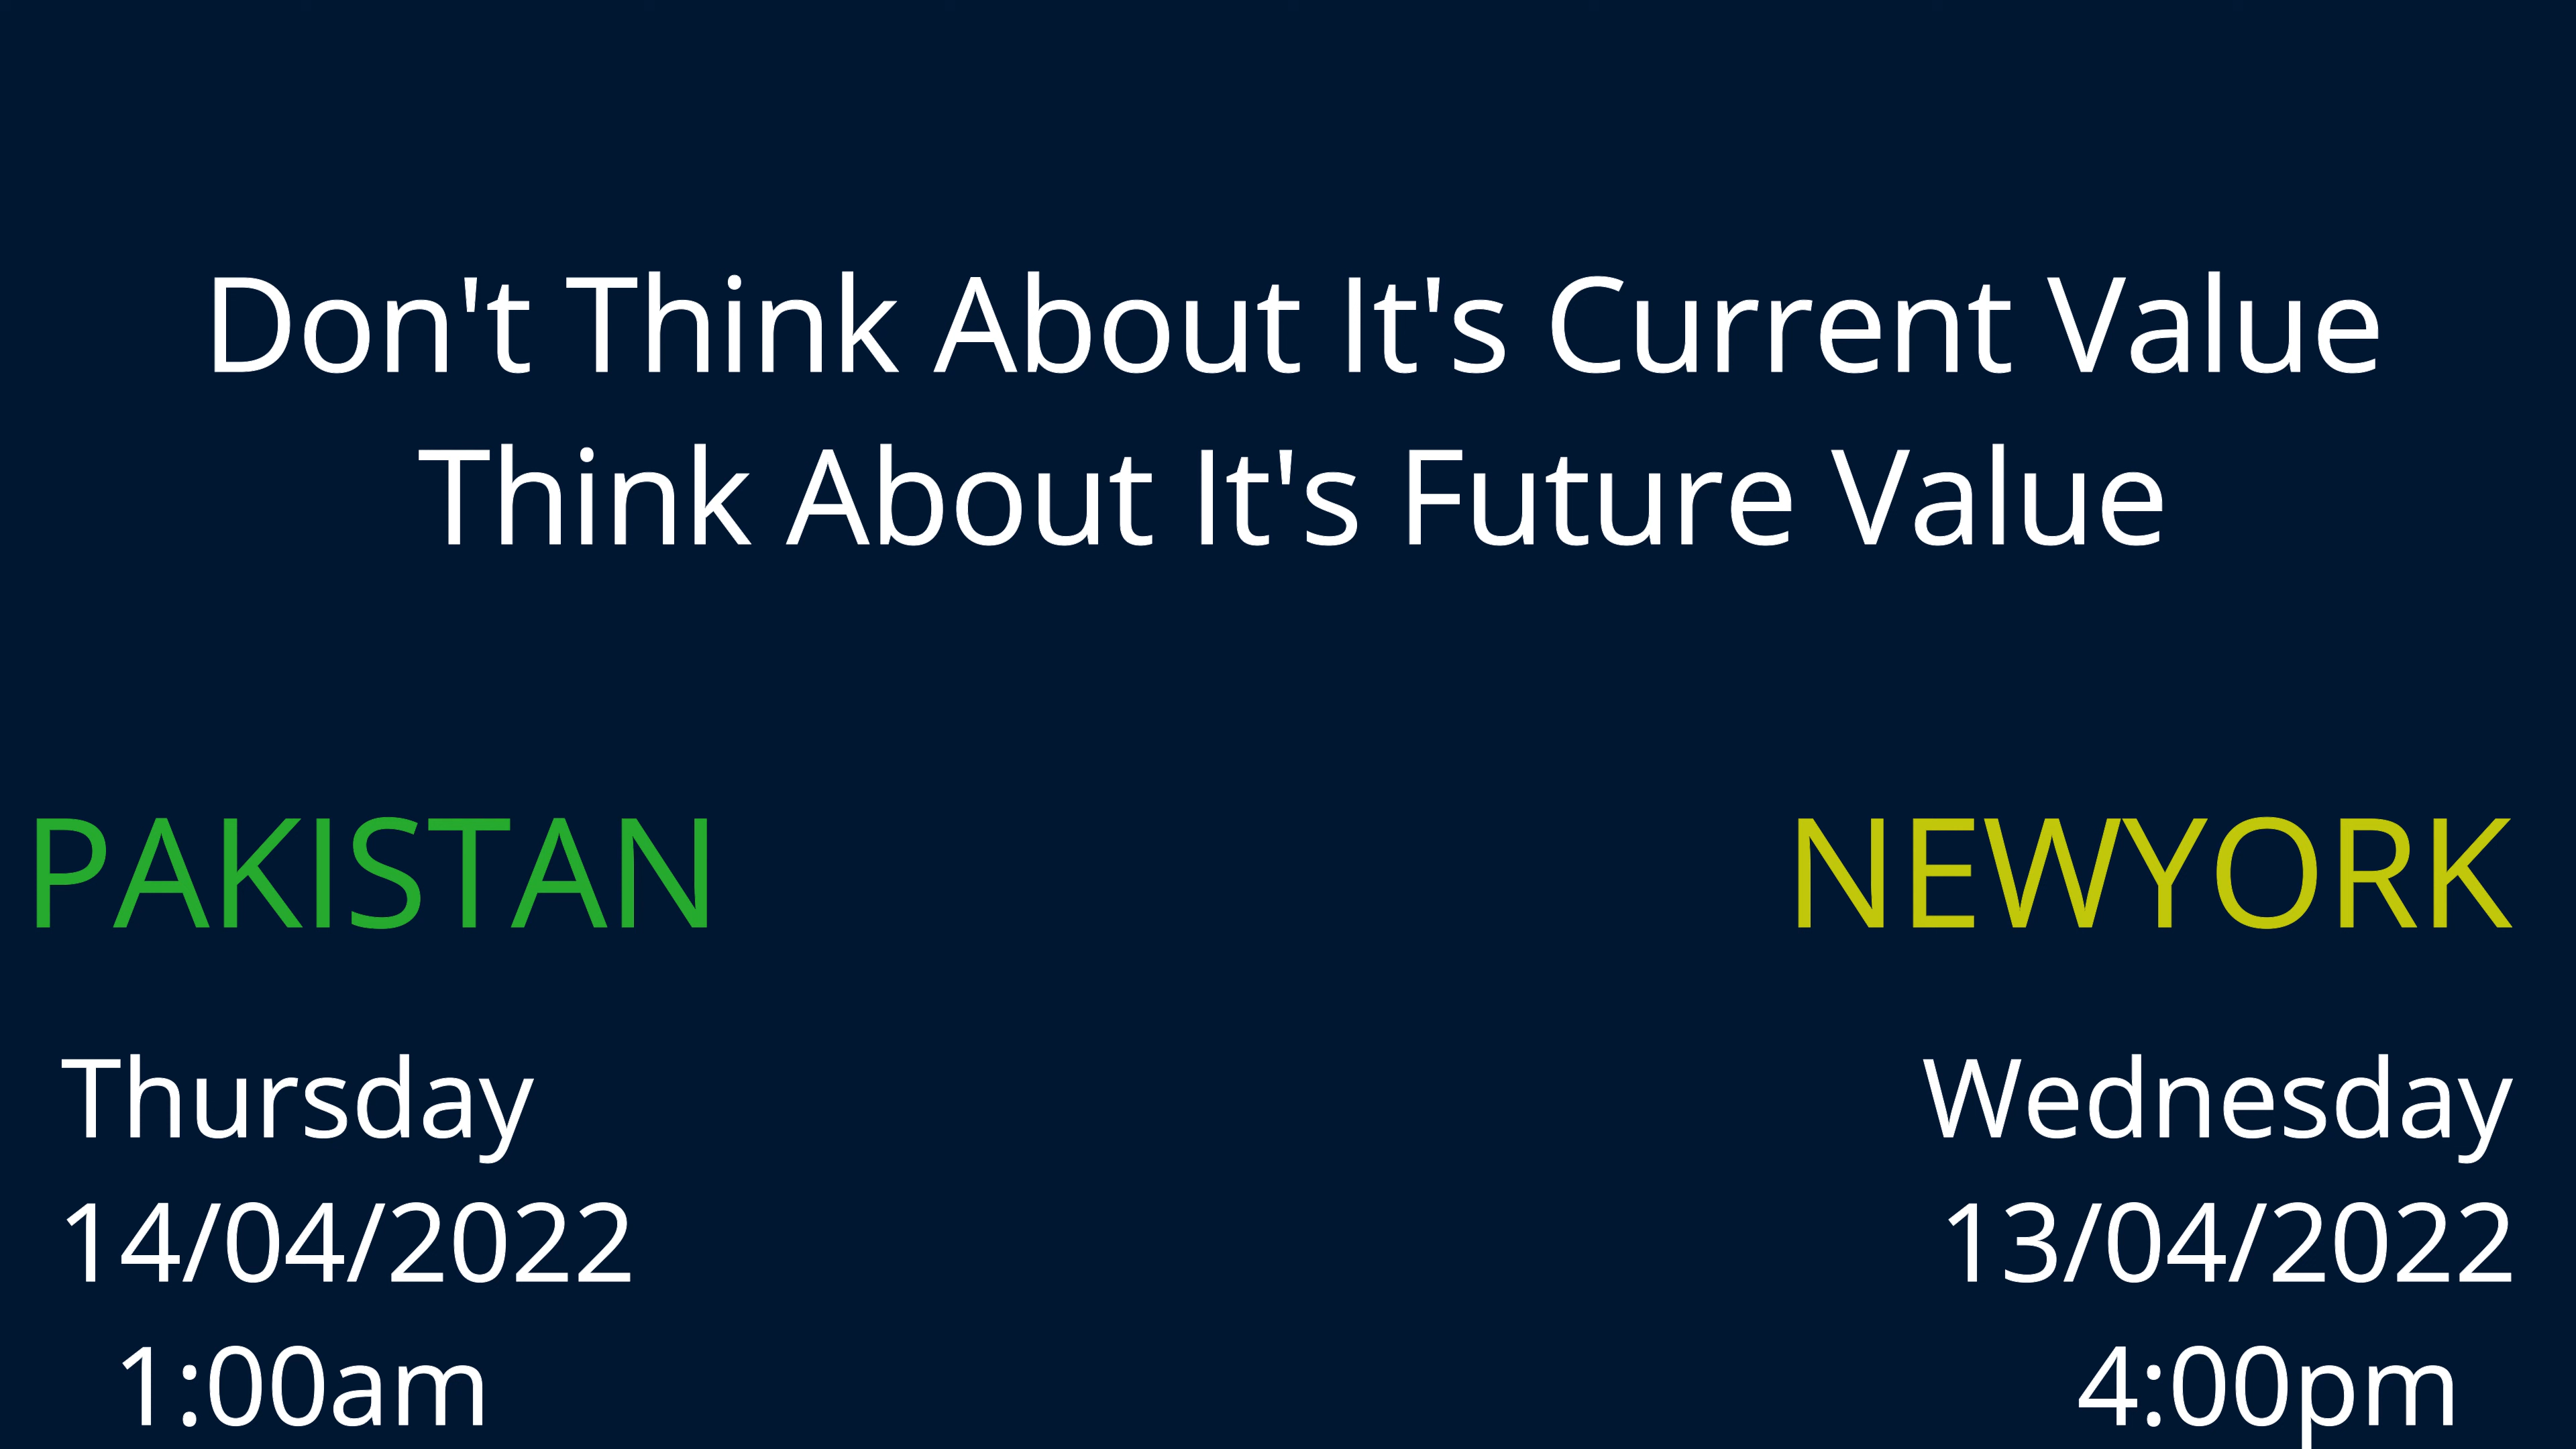 Don't Think About It's Current Value
Think About It's Future Value
PAKISTAN
Thursday
14/04/2022
1:00am
NEWYORK
Wednesday
13/04/2022
4:00pm